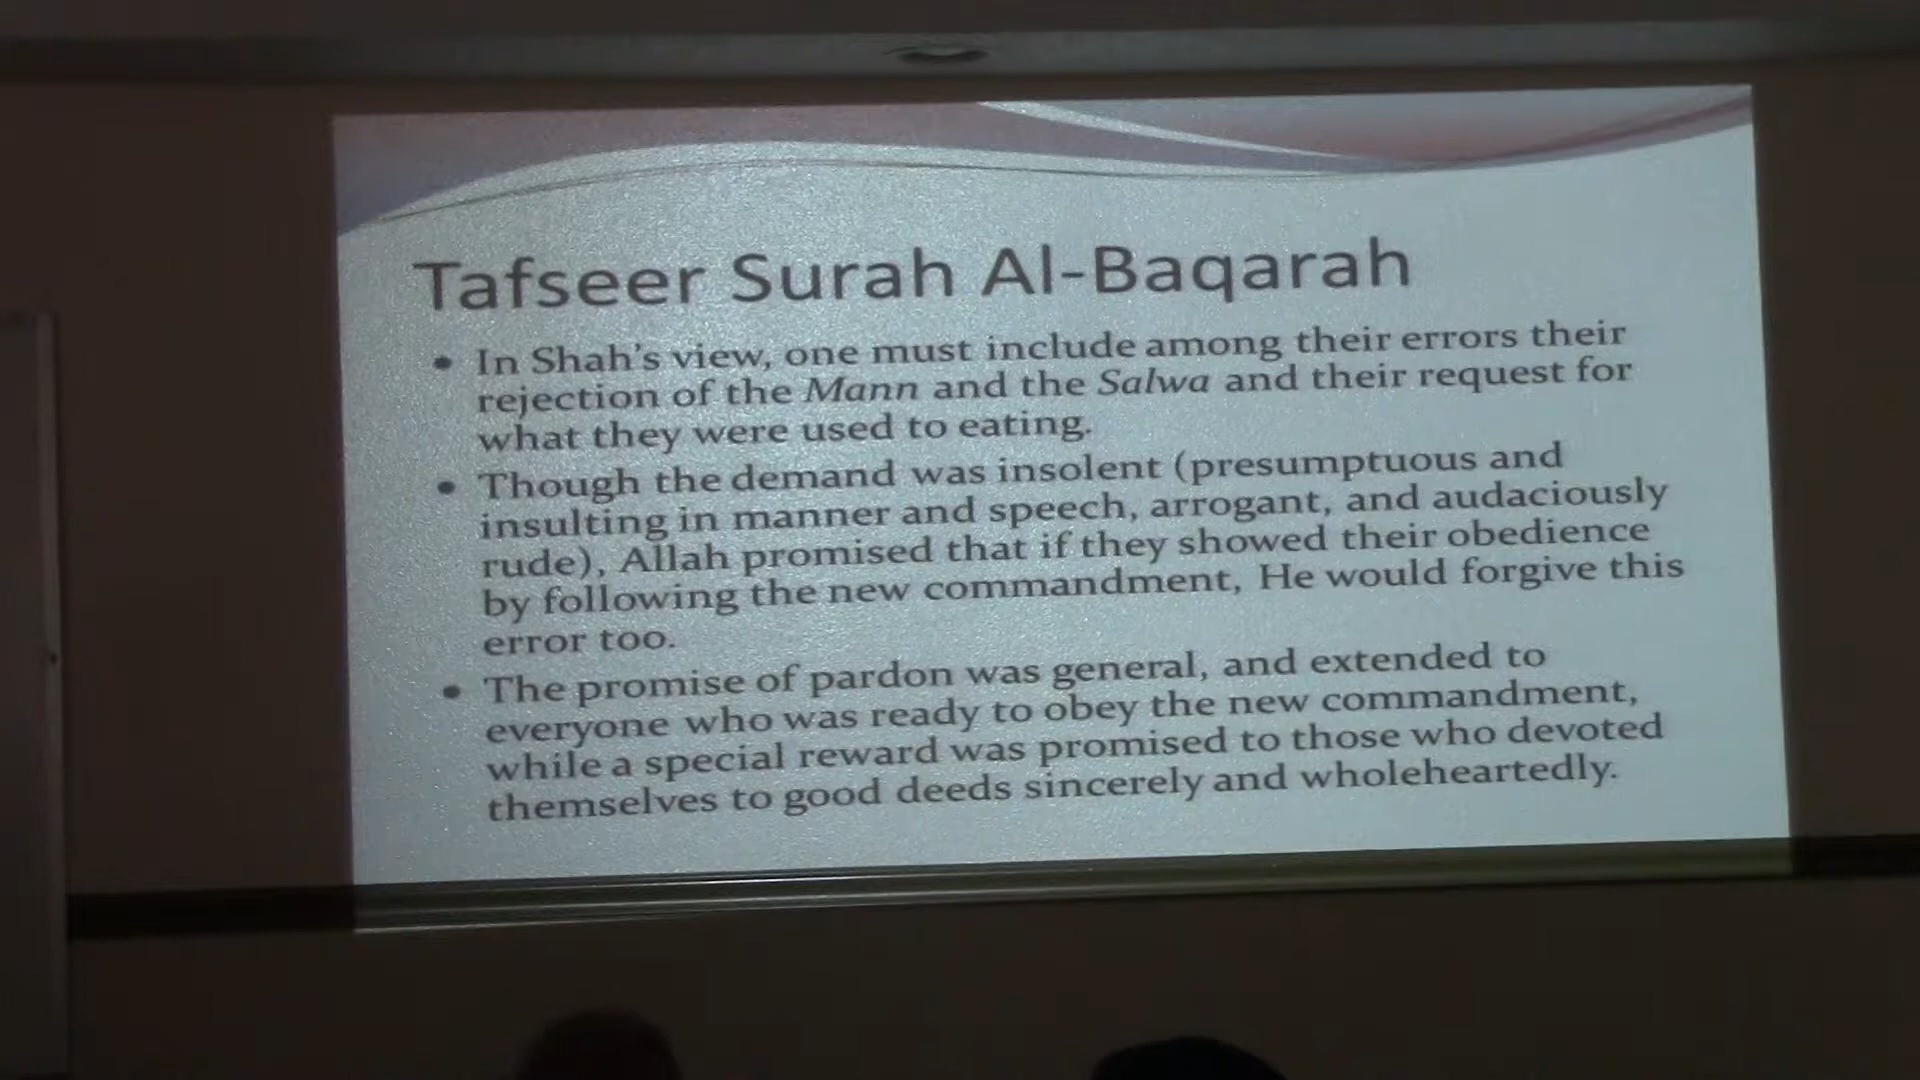 Tafseer Surah Al-Baqarah
• In Shah's view, one must include among their errors their
rejection of the Mann and the Salwa and their request for
what they were used to eating.
• Though the demand was insolent (presumptuous and
insulting in manner and speech, arrogant, and audaciously
rude), Allah promised that if they showed their obedience
by following the new commandment, He would forgive this
error too.
• The promise of pardon was general, and extended to
everyone who was ready to obey the new commandment,
while a special reward was promised to those who devoted
themselves to good deeds sincerely and wholeheartedly.